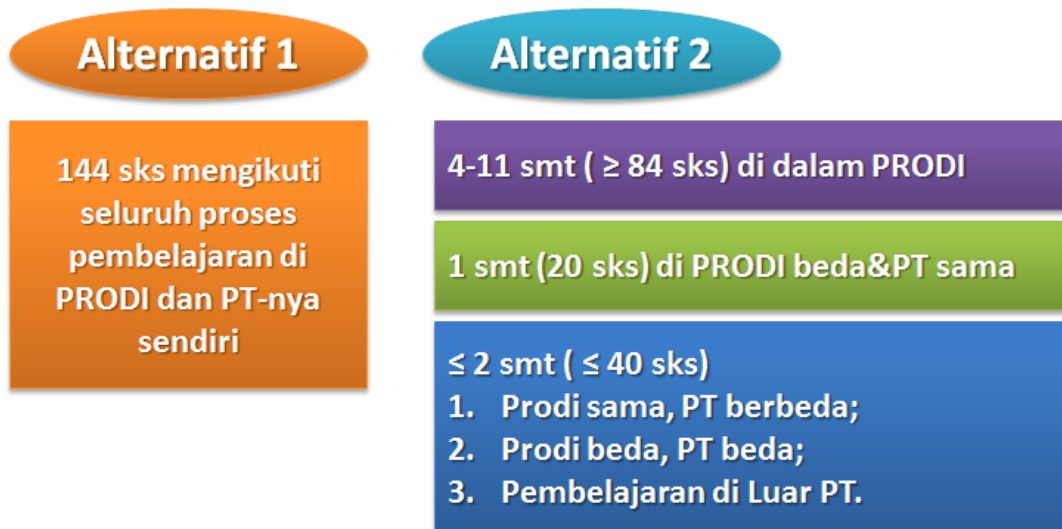 Alternatif 1
144 sks mengikuti
seluruh proses
pembelajaran di
PRODI dan PT-nya
sendiri
Alternatif 2
4-11 smt ( ≥ 84 sks) di dalam PRODI
1 smt (20 sks) di PRODI beda&PT sama
≤ 2 smt ( ≤ 40 sks)
1. Prodi sama, PT berbeda;
2. Prodi beda, PT beda;
3. Pembelajaran di Luar PT.